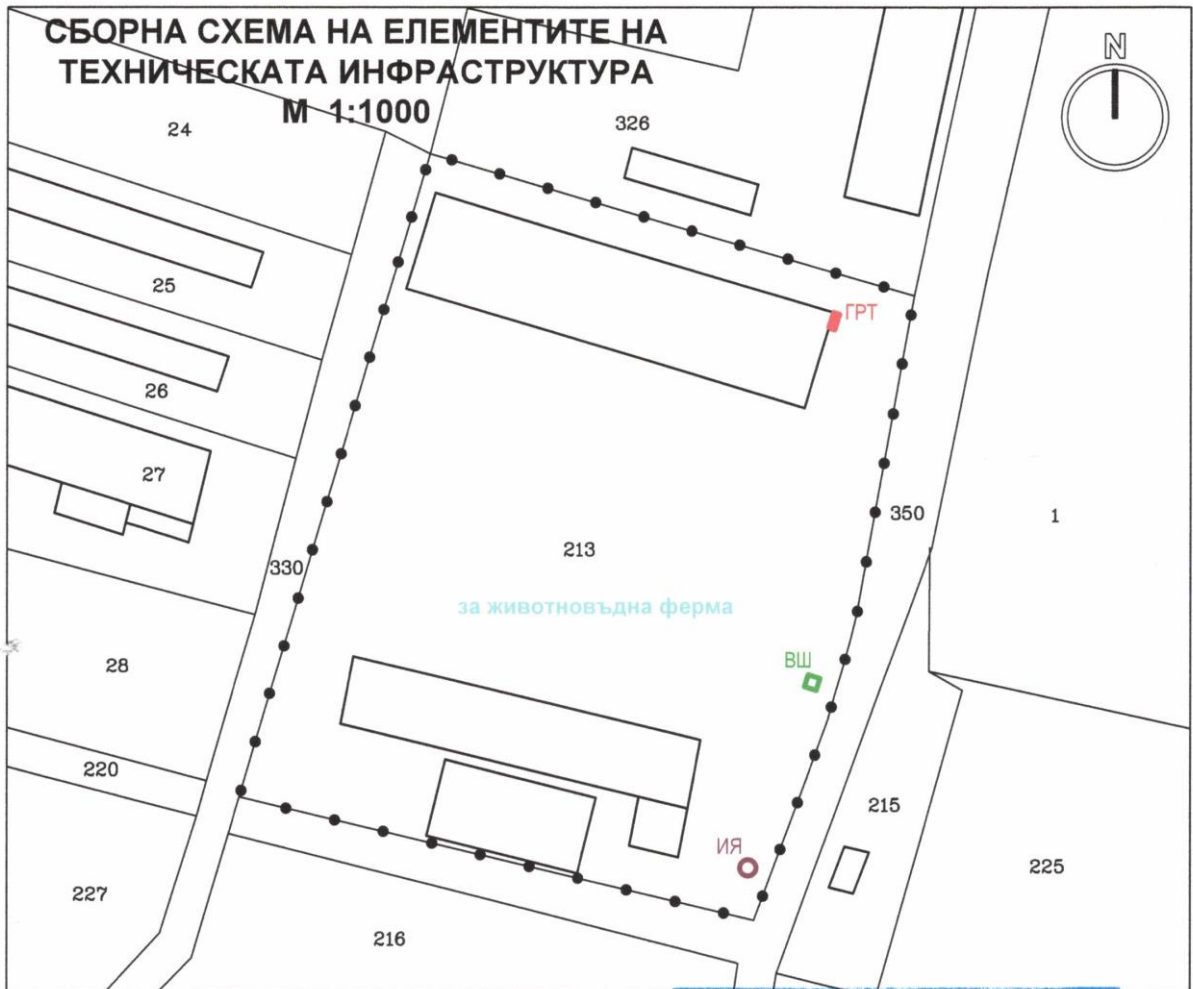 СБОРНА СХЕМА НА ЕЛЕМЕНТИТЕ НА
ТЕХНИЧЕСКАТА ИНФРАСТРУКТУРА
М 1:1000
N
24
326
25
ГРТ
26
27
350
1
213
330
за животновъдна ферма
28
ВШ
220
215
ИЯ
225
227
216